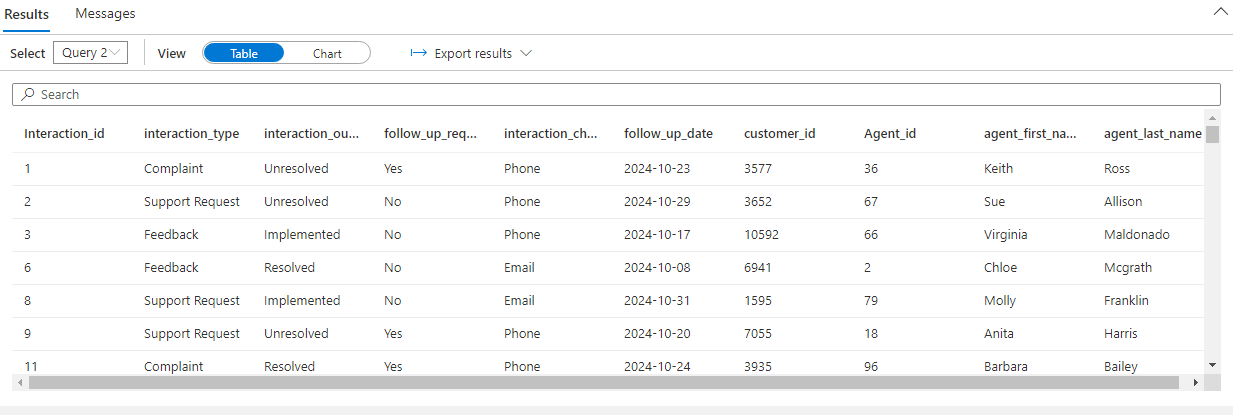 Results Messages
Select Query 2 View Table Chart Export results
Search
Interaction_id interaction_type interaction_ou... follow_up_req... interaction_ch... follow_up_date customer_id Agent_id agent_first_na... agent_last_name
1 Complaint Unresolved Yes Phone 2024-10-23 3577 36 Keith Ross
2 Support Request Unresolved No Phone 2024-10-29 3652 67 Sue Allison
3 Feedback Implemented No Phone 2024-10-17 10592 66 Virginia Maldonado
6 Feedback Resolved No Email 2024-10-08 6941 2 Chloe Mcgrath
8 Support Request Implemented No Email 2024-10-31 1595 79 Molly Franklin
9 Support Request Unresolved Yes Phone 2024-10-20 7055 18 Anita Harris
11 Complaint Resolved Yes Phone 2024-10-24 3935 96 Barbara Bailey